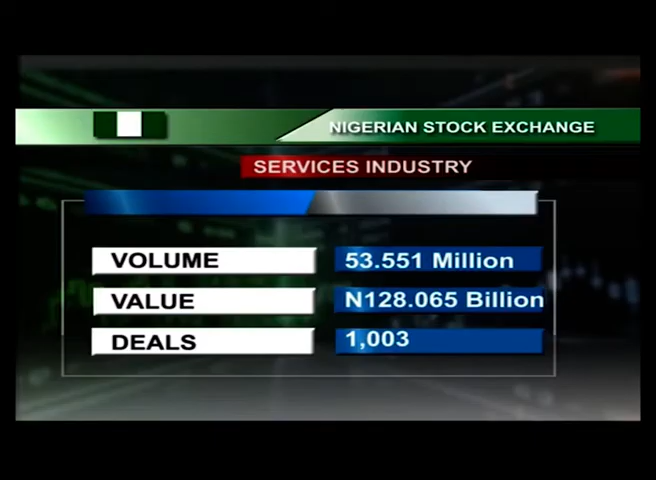 NIGERIAN STOCK EXCHANGE
SERVICES INDUSTRY
VOLUME 53.551 Million
VALUE N128.065 Billion
DEALS 1,003